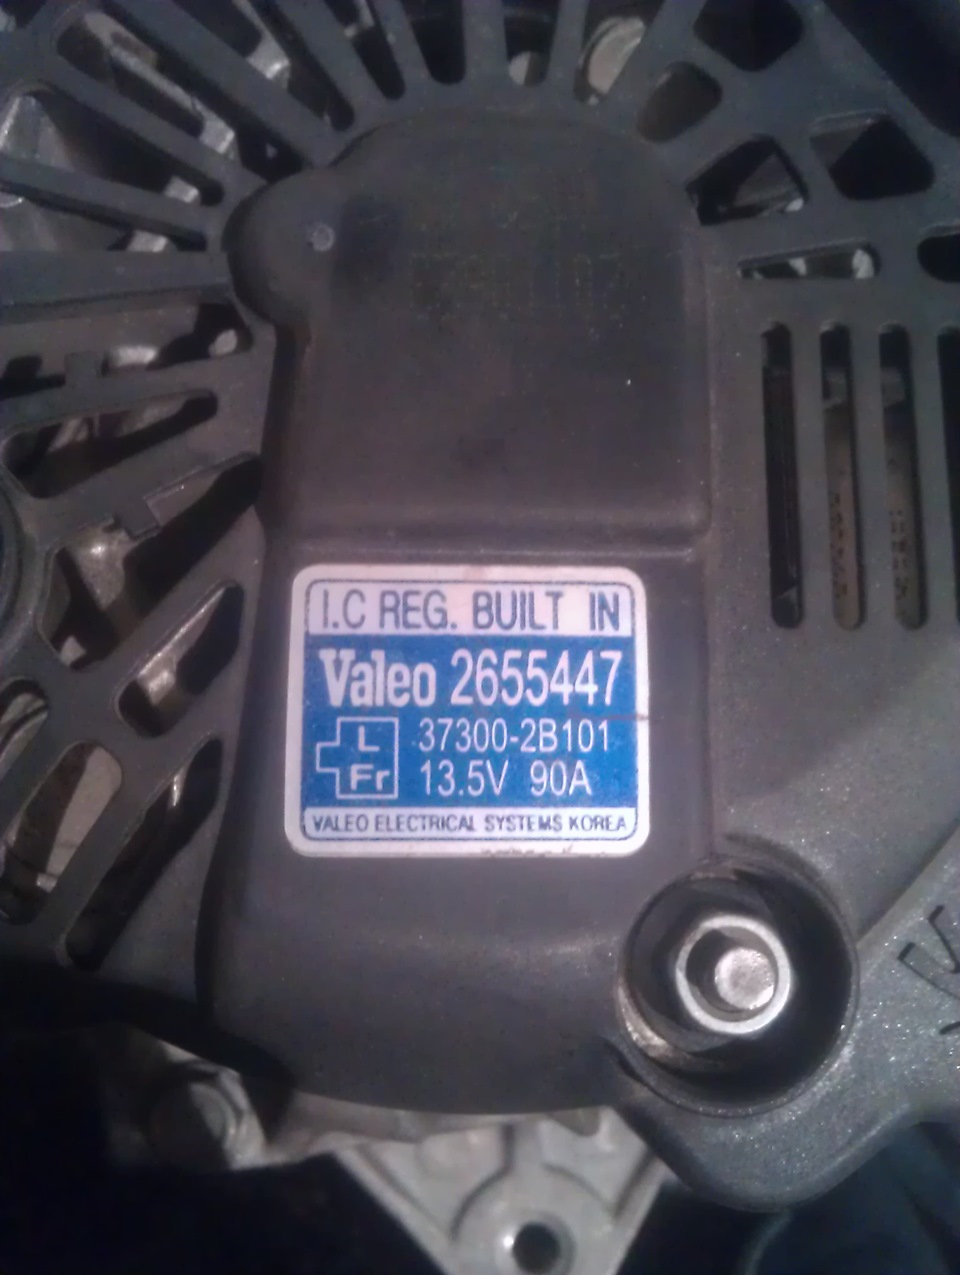 I.C REG. BUILT IN
Valeo 2655447
L
37300-2B101
Fr
13.5V 90A
VALEO ELECTRICAL SYSTEMS KOREA